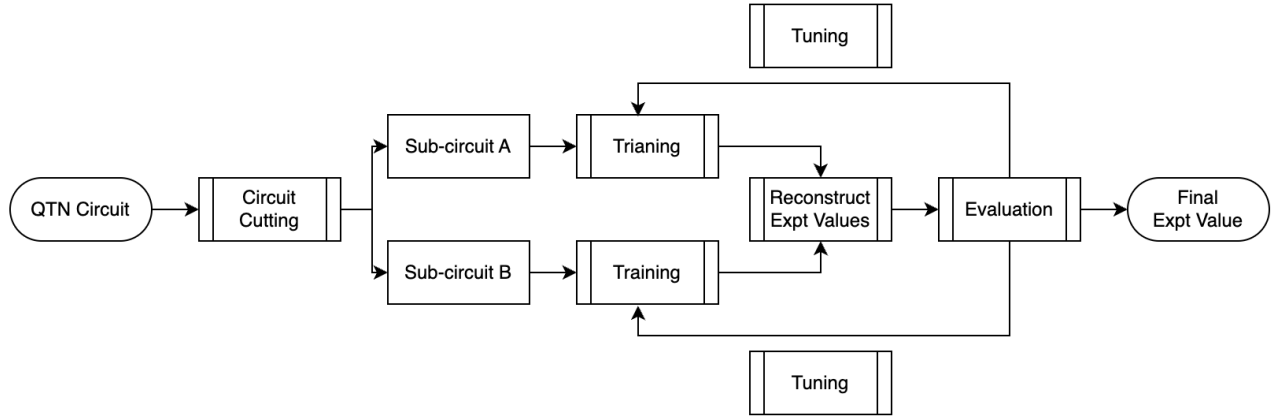 Tuning
Sub-circuit A
Trianing
QTN Circuit
Circuit
Cutting
Reconstruct
Expt Values
Evaluation
Final
Expt Value
Sub-circuit B
Training
Tuning